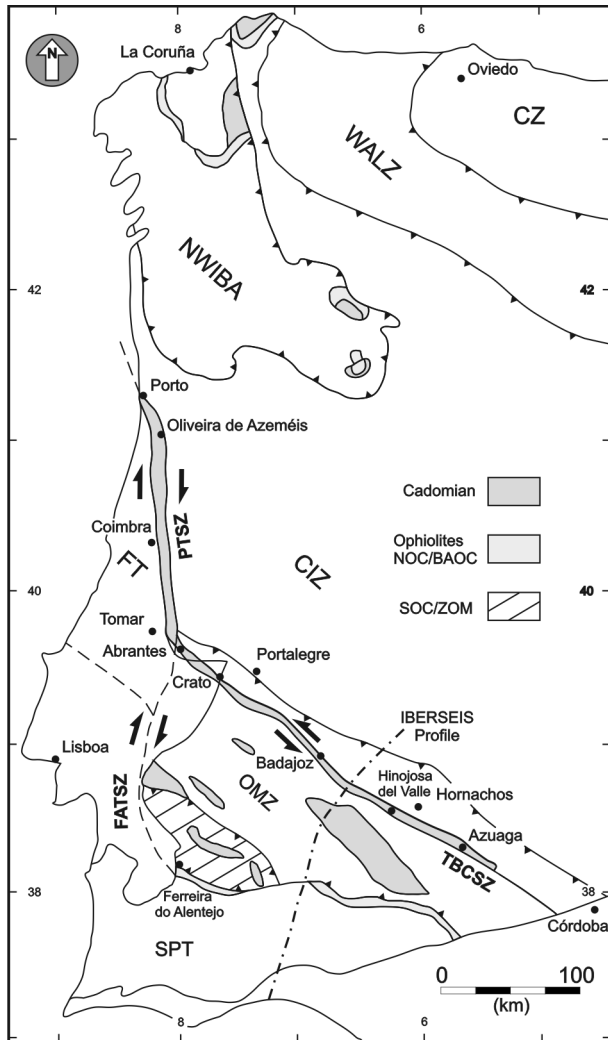 8
6
N
La Coruña
Oviedo
CZ
WALZ
NWIBA
42
42
Porto
Oliveira de Azeméis
Cadomian
Coimbra
PTSZ
Ophiolites
NOC/BAOC
FT
CIZ
40
40
SOC/ZOM
Tomar
Abrantes
Portalegre
Crato
IBERSEIS
Profile
Lisboa
Badajoz
Hinojosa
del Valle
Hornachos
OMZ
FATSZ
Azuaga
TBCSZ
38
38
Ferreira
do Alentejo
Córdoba
SPT
0
100
(km)
8
6